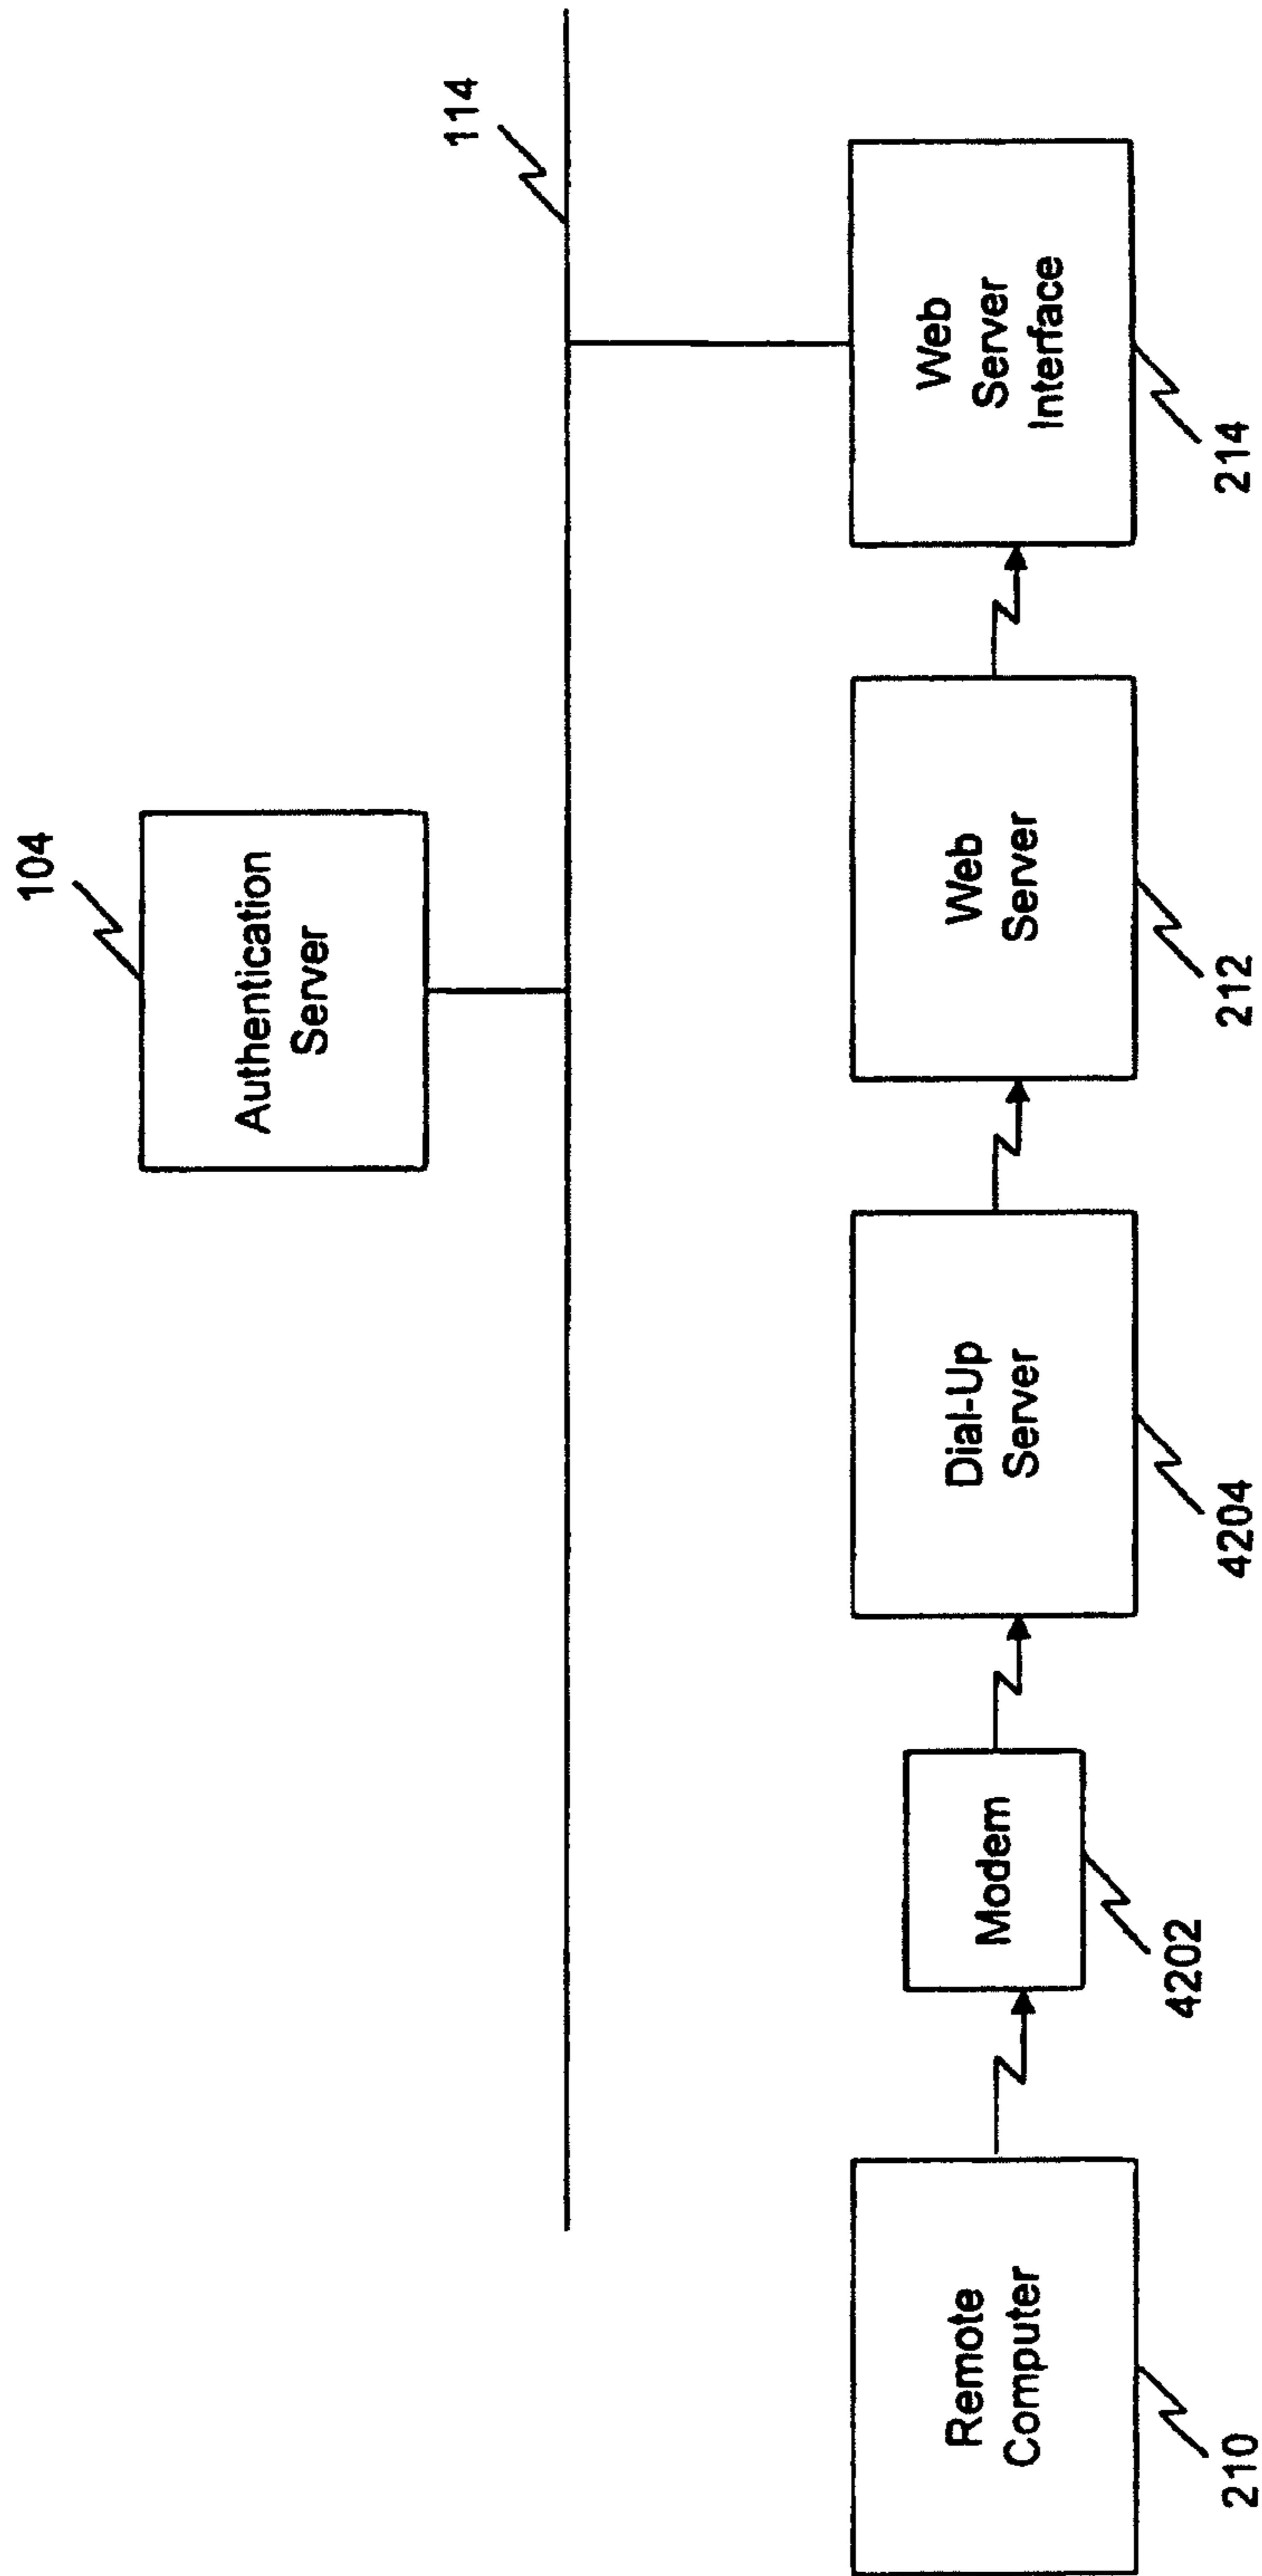 104
Authentication
Server
114
Remote
Computer
210
Modem
4202
Dial-Up
Server
4204
Web
Server
212
Web
Server
Interface
214